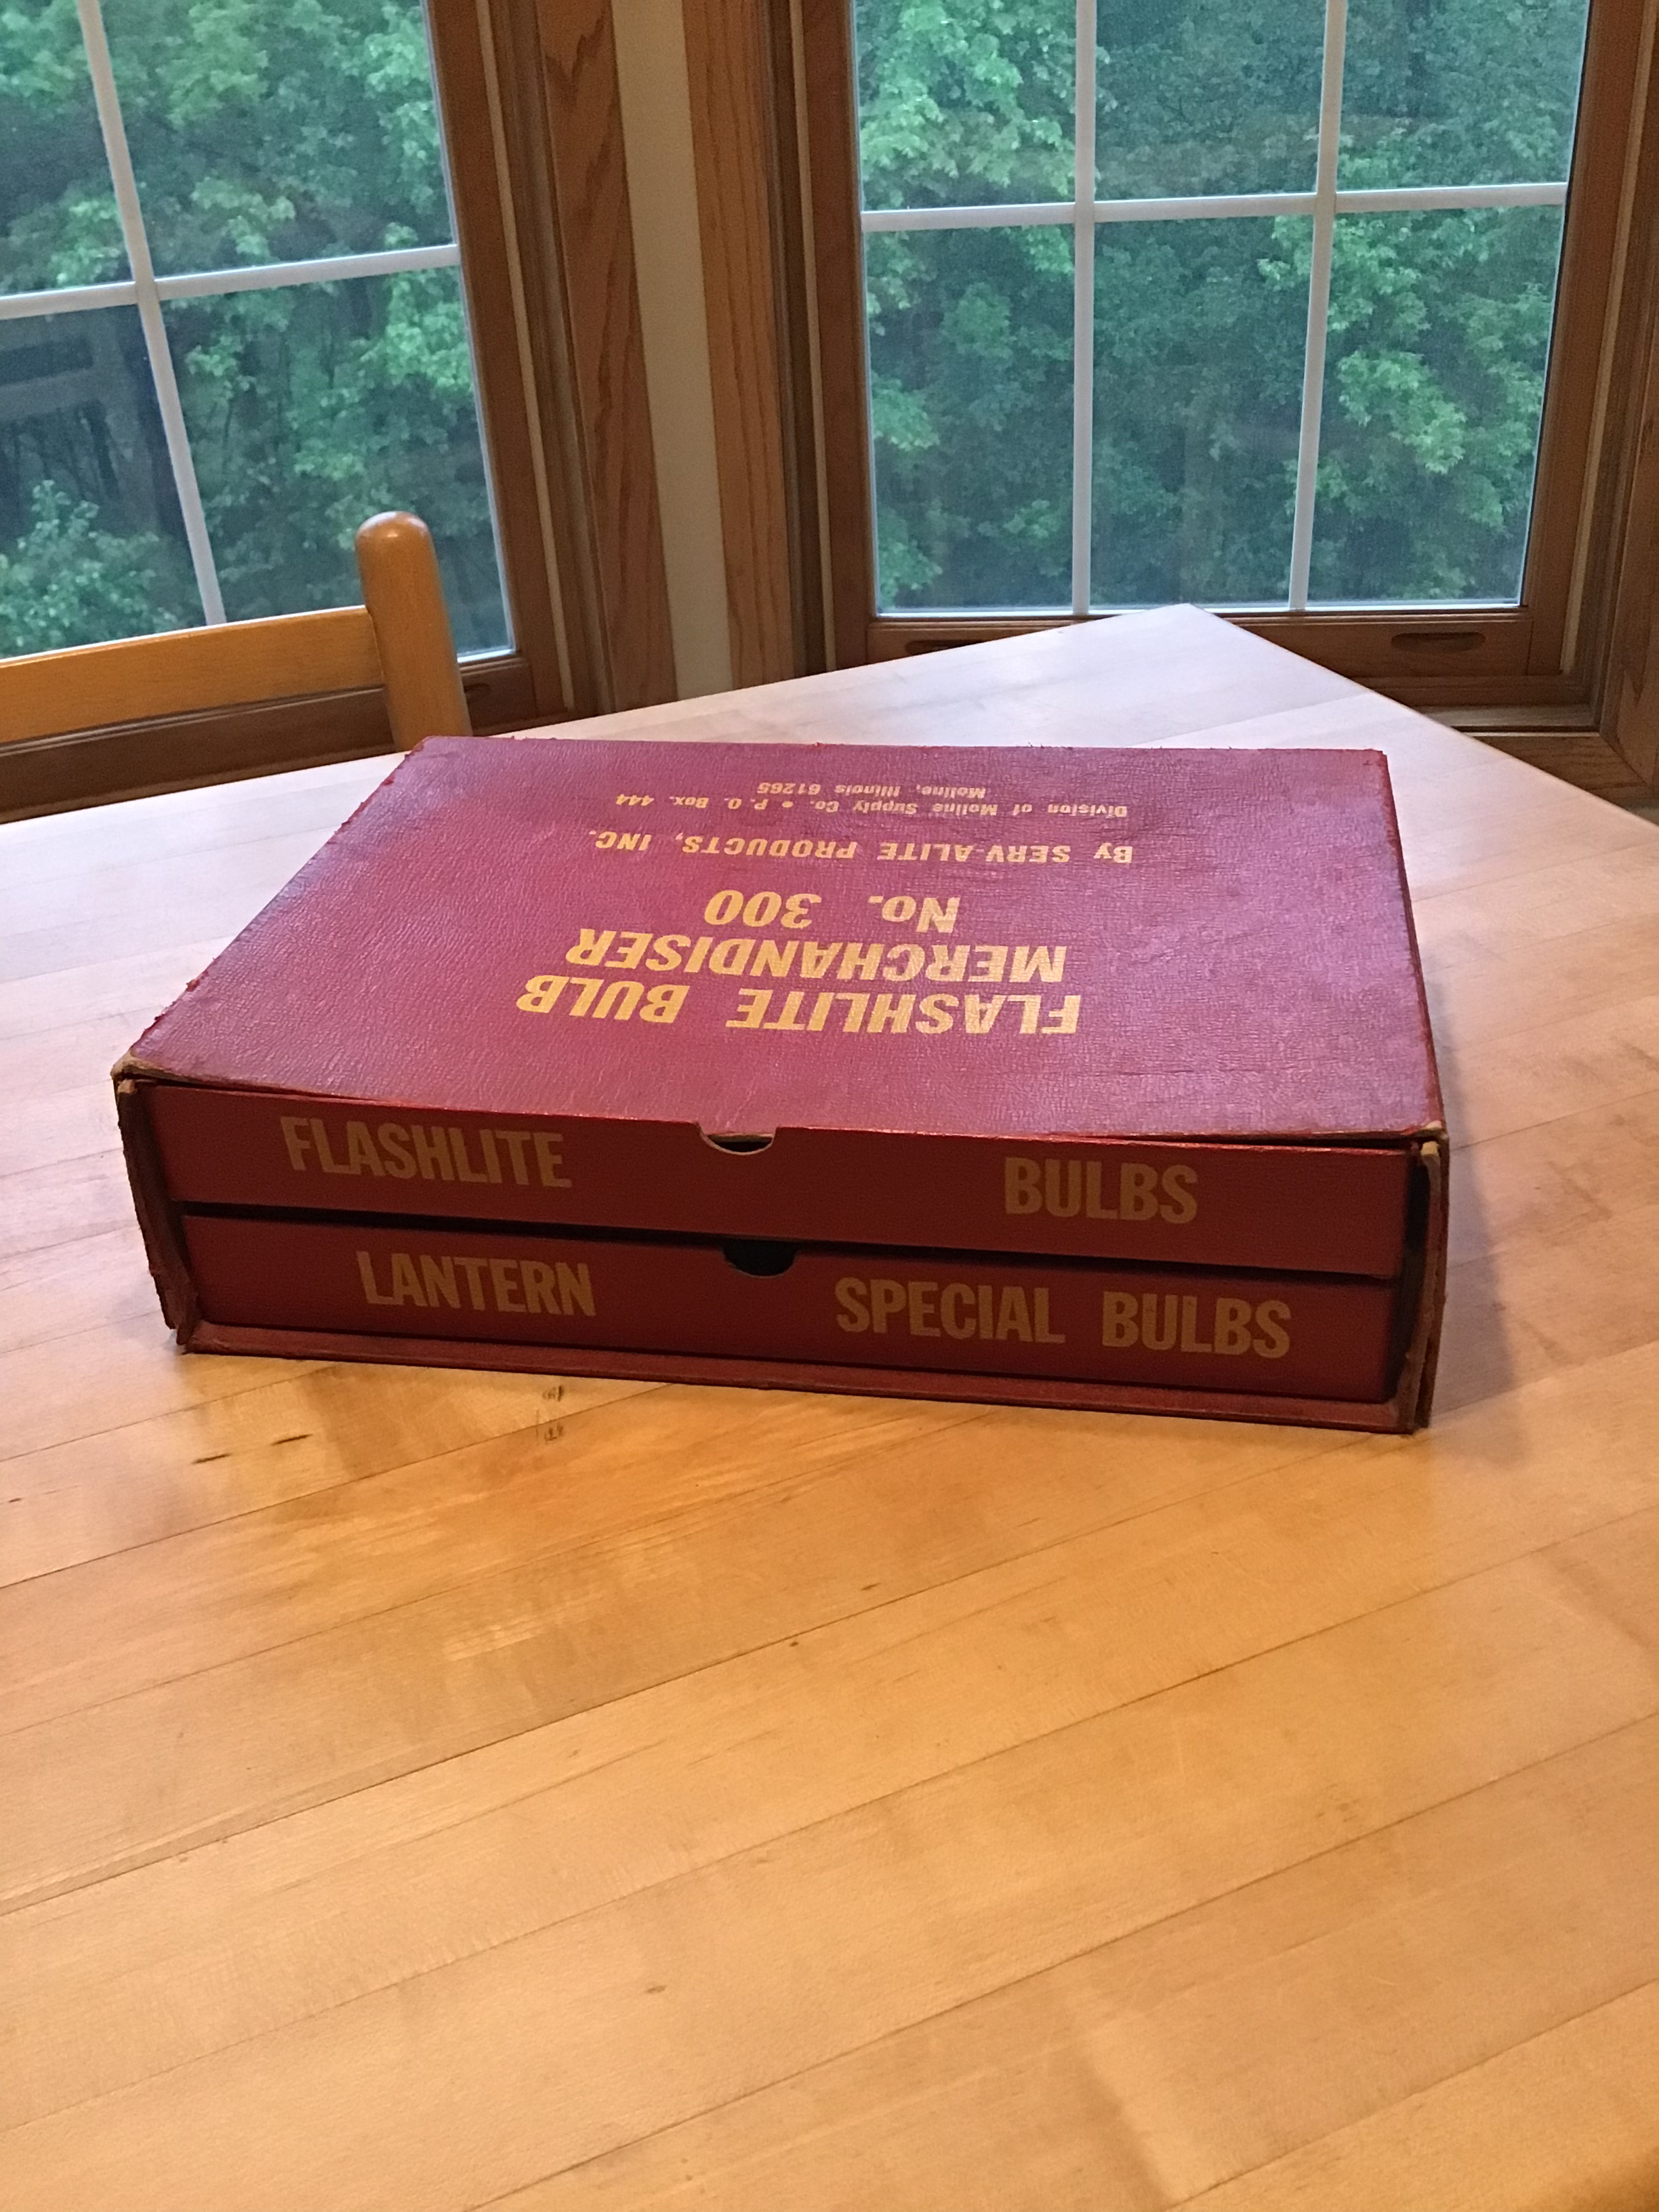 FLASHLITE BULB
MERCHANDISER
No. 300
By SERV-ALITE PRODUCTS, INC.
Division of Moline Supply Co. • P. O. Box. 444
Moline, Illinois 61265
FLASHLITE BULBS
LANTERN SPECIAL BULBS